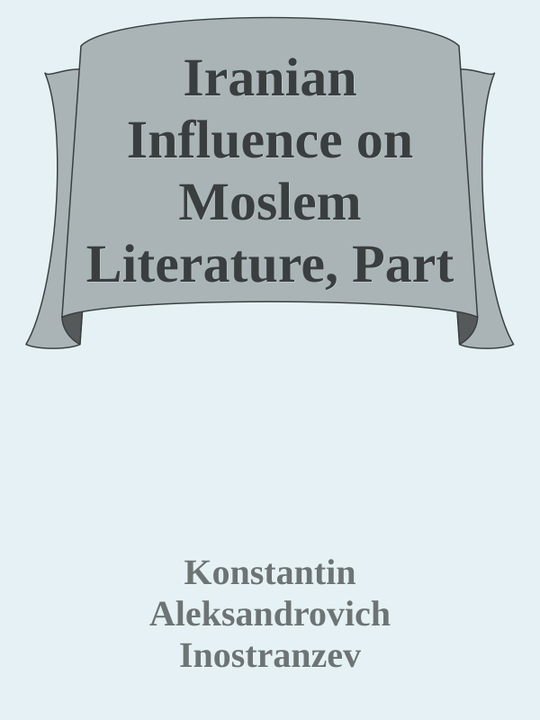 Iranian
Influence on
Moslem
Literature, Part
Konstantin
Aleksandrovich
Inostranzev